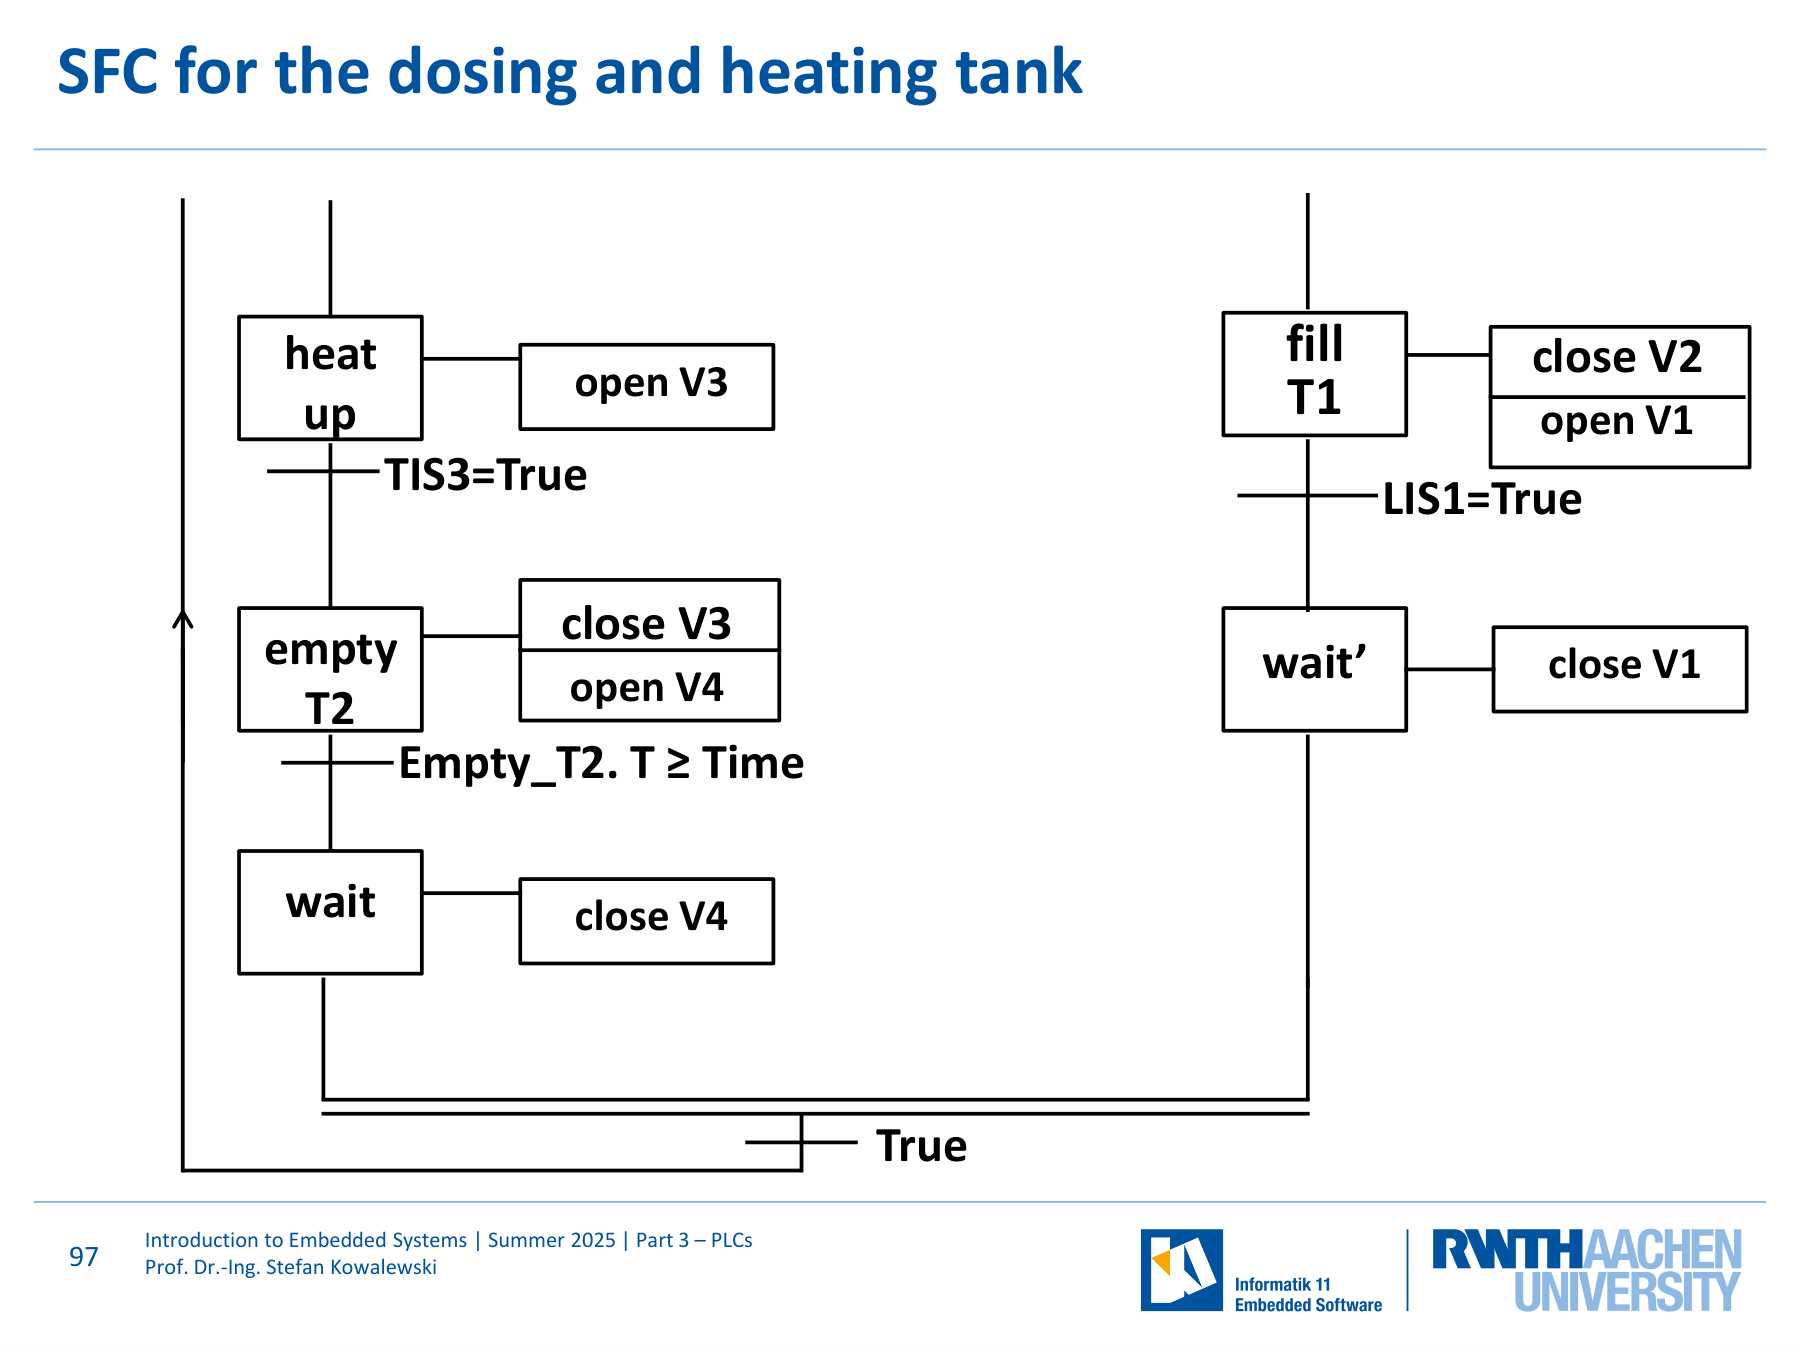 SFC for the dosing and heating tank
heat
up
open V3
TIS3=True
empty
T2
close V3
open V4
Empty_T2. T ≥ Time
wait
close V4
fill
T1
close V2
open V1
LIS1=True
wait’
close V1
True
97
Introduction to Embedded Systems | Summer 2025 | Part 3 – PLCs
Prof. Dr.-Ing. Stefan Kowalewski
Informatik 11
Embedded Software
RWTH AACHEN
UNIVERSITY